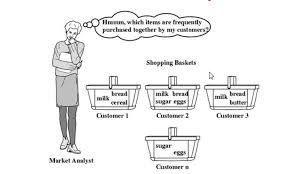 Hmmm, which items are frequently
purchased together by my customers?
Shopping Baskets
milk bread
cereal
milk bread
sugar eggs
milk bread
butter
Customer 1
Customer 2
Customer 3
sugar
eggs
Market Analyst
Customer n